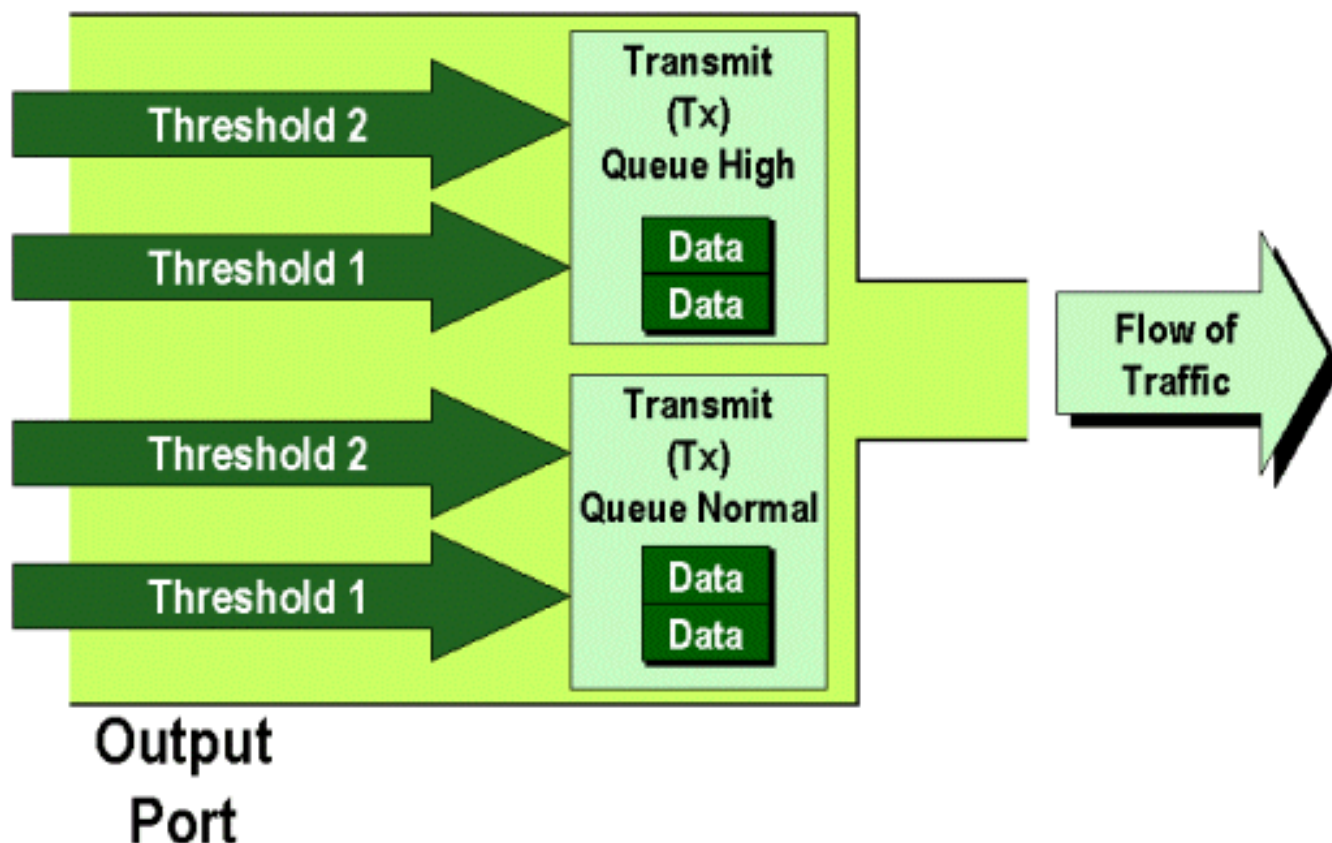 Threshold 2
Threshold 1
Transmit
(Tx)
Queue High
Data
Data
Threshold 2
Threshold 1
Transmit
(Tx)
Queue Normal
Data
Data
Flow of
Traffic
Output
Port